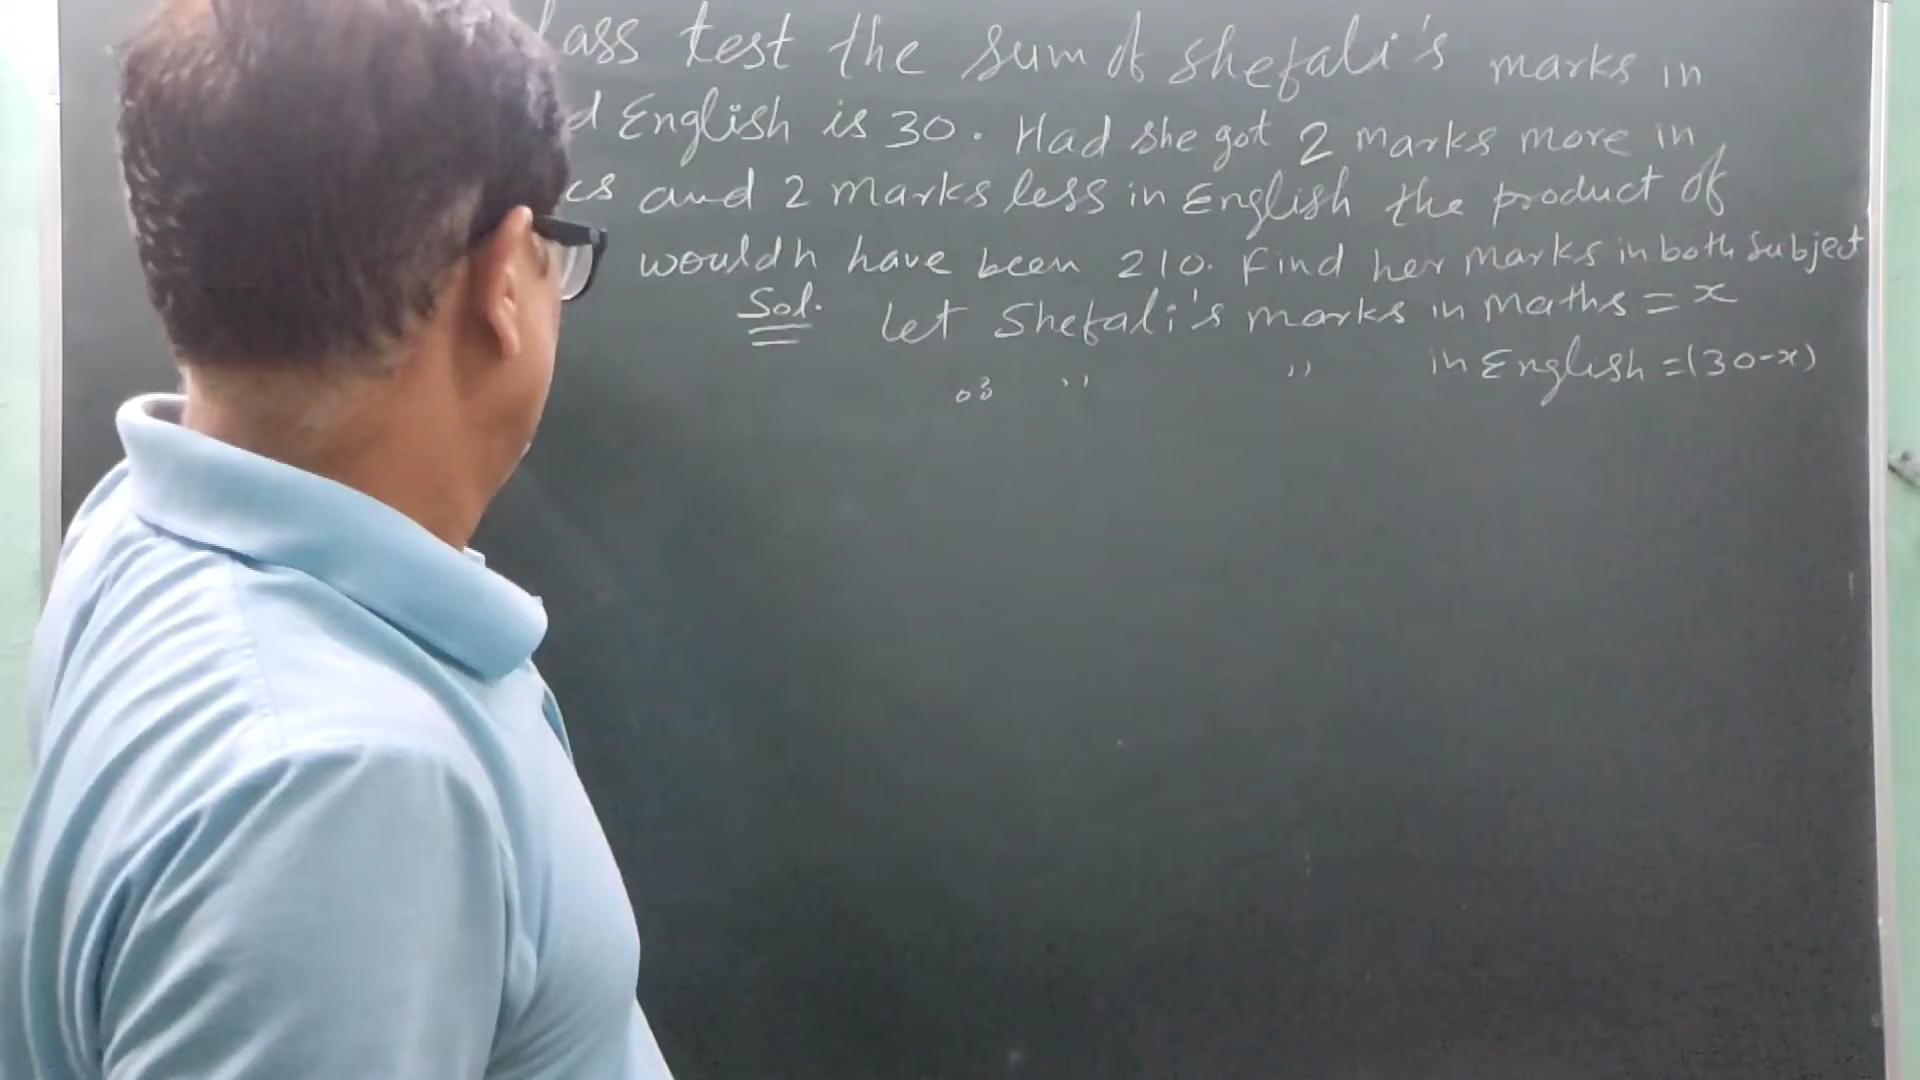 lass test the sum of Shefali's marks in
d English is 30. Had she got 2 marks more in
cs and 2 marks less in English the product of
wouldh have been 210. Find her marks in both Subject
Sol. Let Shefali's marks in Maths = x
,, ,, in English = (30-x)